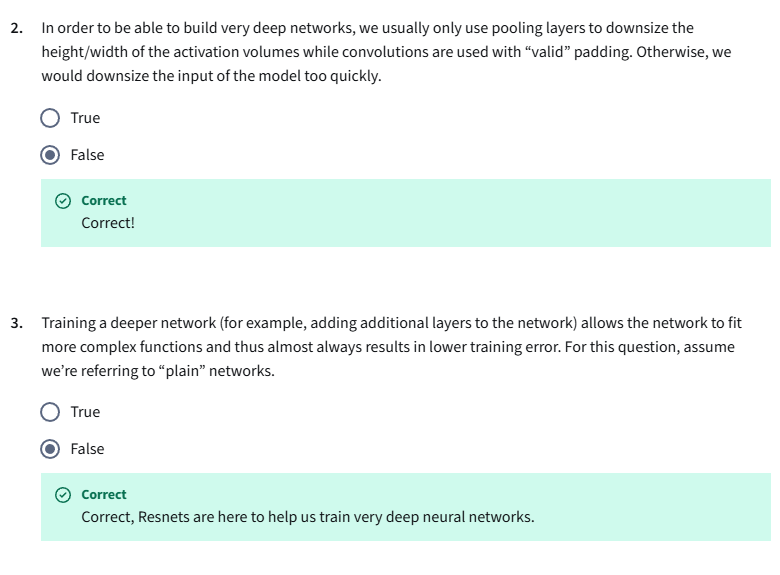 2. In order to be able to build very deep networks, we usually only use pooling layers to downsize the
height/width of the activation volumes while convolutions are used with “valid” padding. Otherwise, we
would downsize the input of the model too quickly.
True
False
Correct
Correct!
3. Training a deeper network (for example, adding additional layers to the network) allows the network to fit
more complex functions and thus almost always results in lower training error. For this question, assume
we’re referring to “plain” networks.
True
False
Correct
Correct, Resnets are here to help us train very deep neural networks.